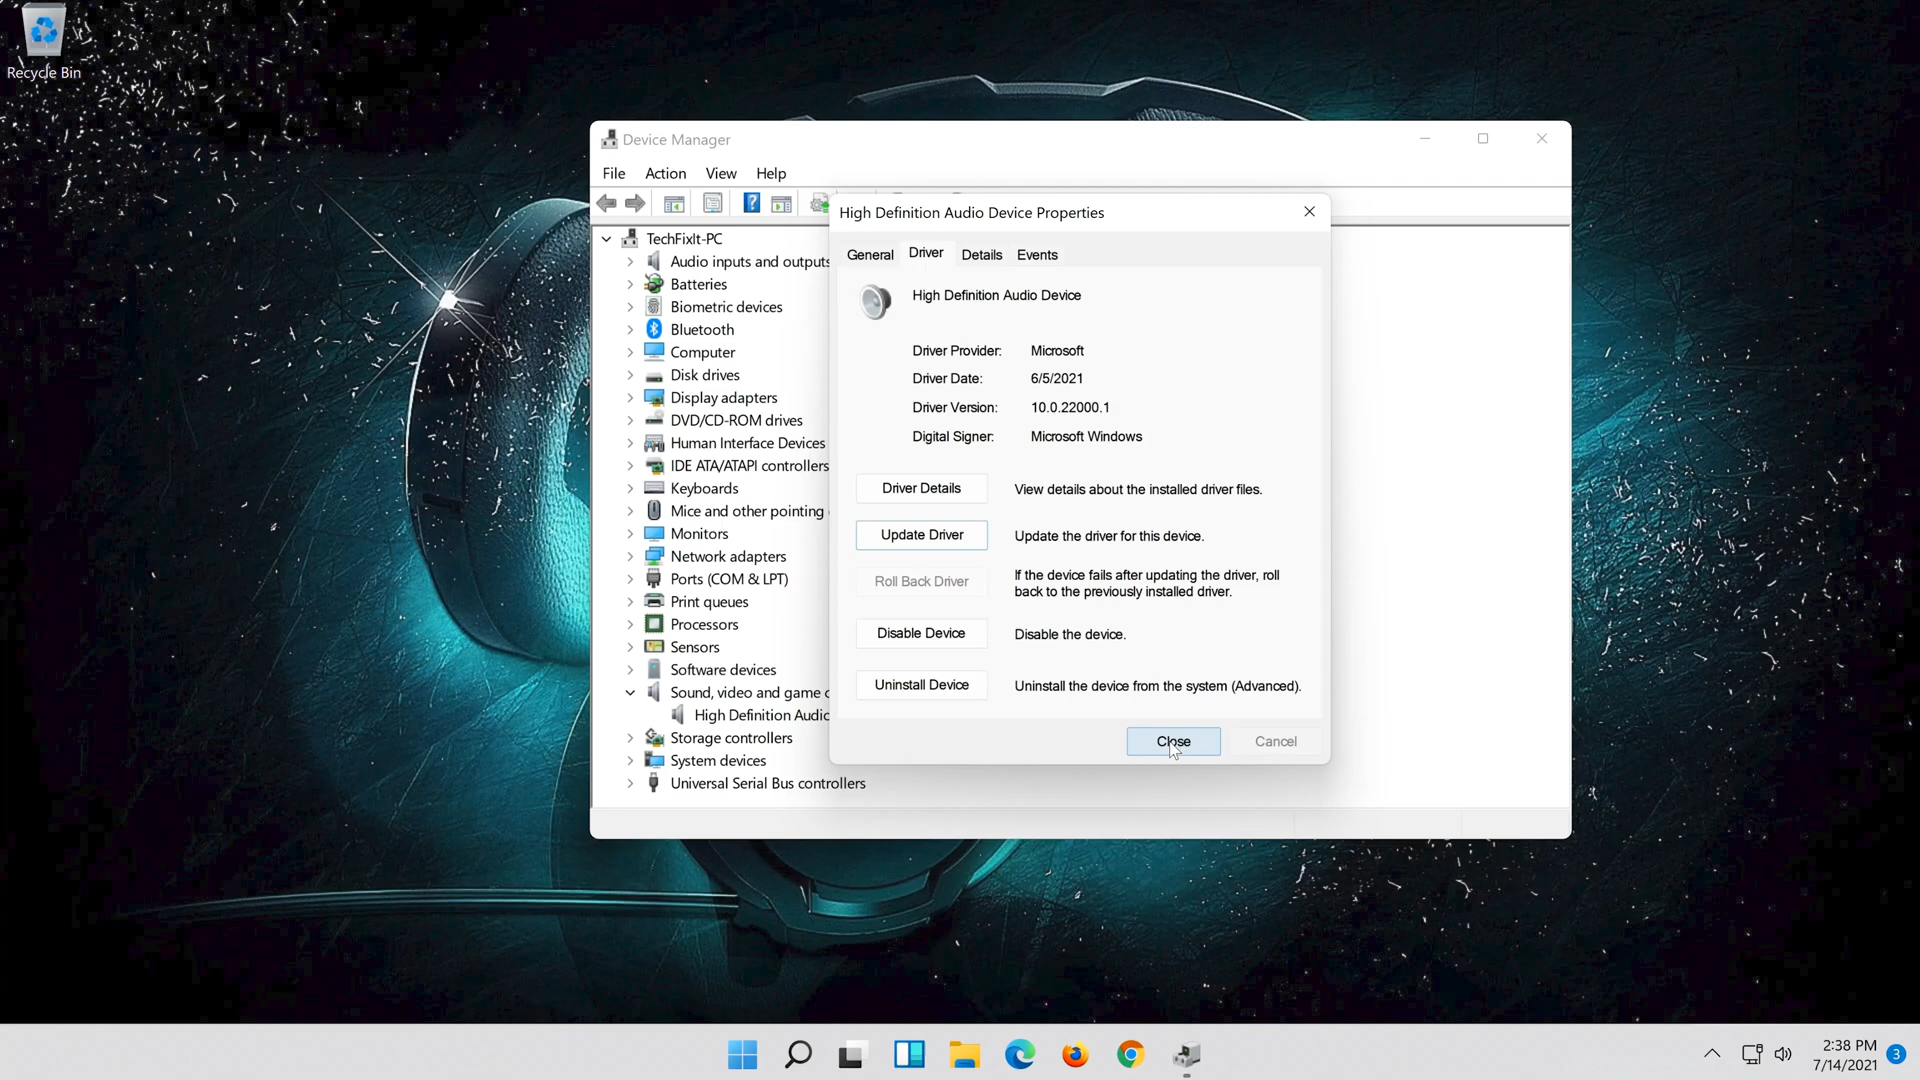 Recycle Bin
Device Manager
File Action View Help
TechFixIt-PC
Audio inputs and outputs
Batteries
Biometric devices
Bluetooth
Computer
Disk drives
Display adapters
DVD/CD-ROM drives
Human Interface Devices
IDE ATA/ATAPI controllers
Keyboards
Mice and other pointing
Monitors
Network adapters
Ports (COM & LPT)
Print queues
Processors
Sensors
Software devices
Sound, video and game c
High Definition Audio
Storage controllers
System devices
Universal Serial Bus controllers
High Definition Audio Device Properties
General Driver Details Events
High Definition Audio Device
Driver Provider: Microsoft
Driver Date: 6/5/2021
Driver Version: 10.0.22000.1
Digital Signer: Microsoft Windows
Driver Details View details about the installed driver files.
Update Driver Update the driver for this device.
Roll Back Driver If the device fails after updating the driver, roll
back to the previously installed driver.
Disable Device Disable the device.
Uninstall Device Uninstall the device from the system (Advanced).
Close Cancel
2:38 PM
7/14/2021
3